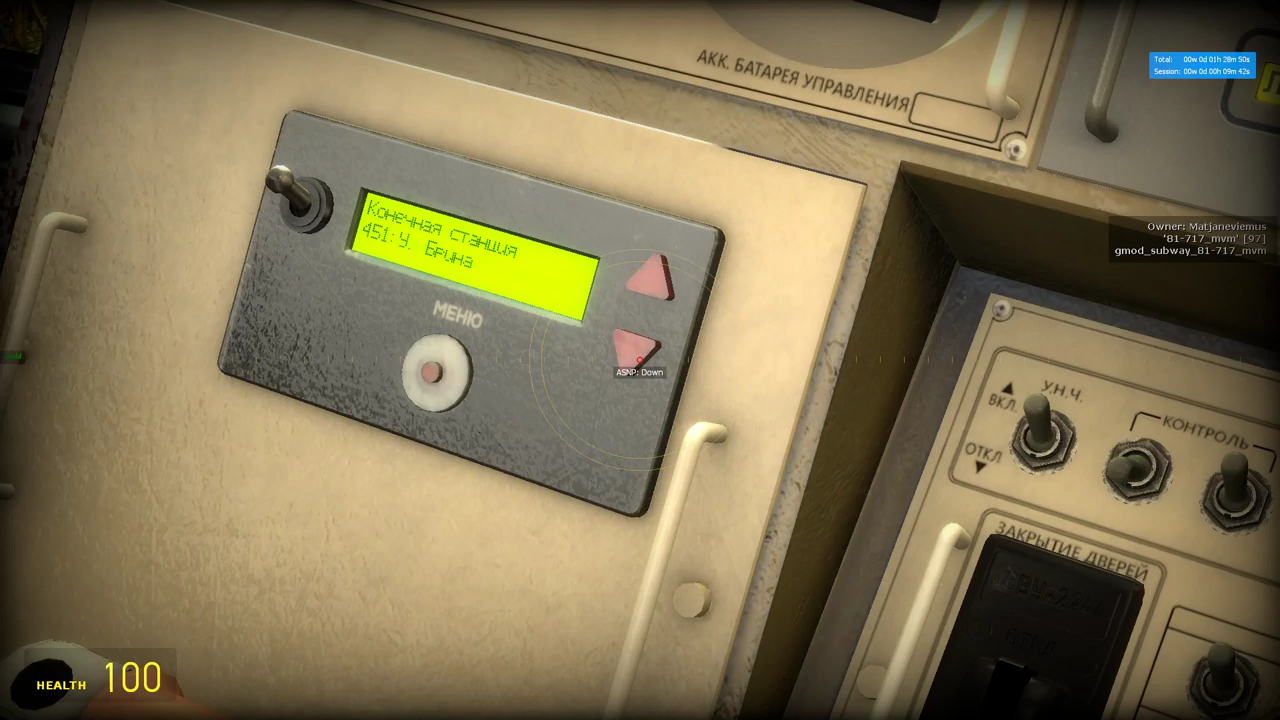 АКК. БАТАРЕЯ УПРАВЛЕНИЯ
Total: 00w 0d 01h 28m 50s
Session: 00w 0d 00h 09m 42s
Конечная станция
451:У. Брина
МЕНЮ
ASNP: Down
Owner: Matjaneviemus
'81-717_mvm' [97]
gmod_subway_81-717_mvm
У.Н.Ч.
ВКЛ.
ОТКЛ
КОНТРОЛЬ
ЗАКРЫТИЕ ДВЕРЕЙ
HEALTH 100